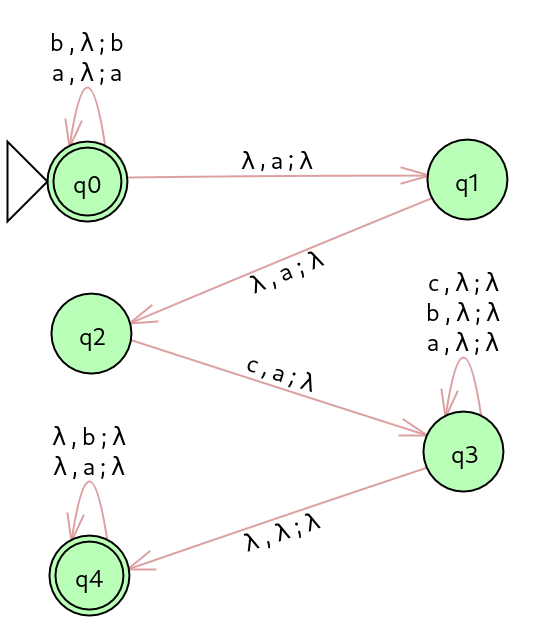 b,λ;b
a,λ;a
q0
λ,a;λ
q1
λ,a;λ
c,λ;λ
b,λ;λ
a,λ;λ
q2
c,a;λ
q3
λ,b;λ
λ,a;λ
λ,λ;λ
q4